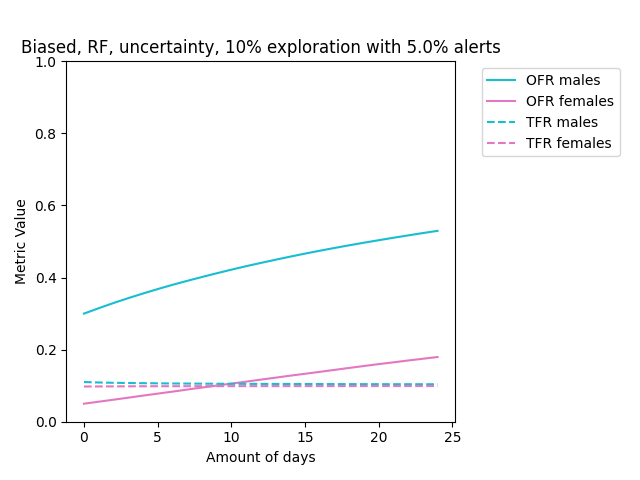 Biased, RF, uncertainty, 10% exploration with 5.0% alerts
1.0
0.8
0.6
0.4
0.2
0.0
Metric Value
0 5 10 15 20 25
Amount of days
OFR males
OFR females
TFR males
TFR females